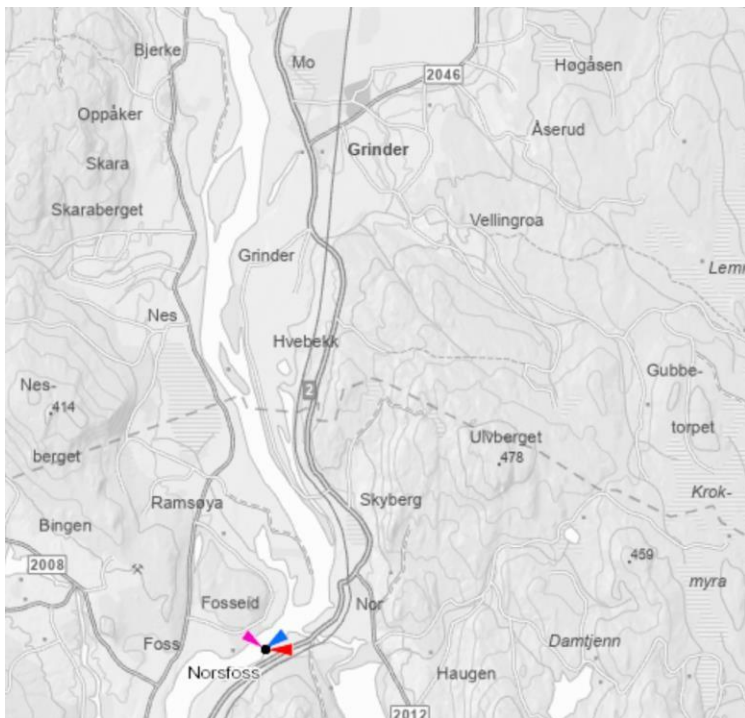 Bjerke
Mo
2046
Høgåsen
Oppåker
Åserud
Grinder
Skara
Skaraberget
Vellingroa
Grinder
Nes
Hvebekk
2
Nes-
414
berget
Gubbe-
torpet
Ulvberget
478
Krok-
myra
Ramsøya
Skyberg
Bingen
2008
459
Fosseid
Nor
Foss
Damtjenn
Norsfoss
Haugen
2012